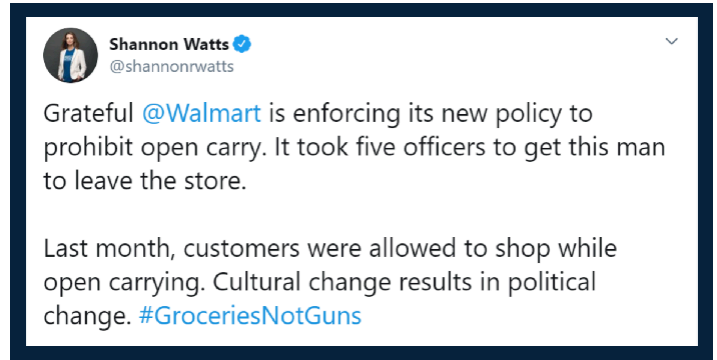 Shannon Watts
@shannonrwatts
Grateful @Walmart is enforcing its new policy to
prohibit open carry. It took five officers to get this man
to leave the store.
Last month, customers were allowed to shop while
open carrying. Cultural change results in political
change. #GroceriesNotGuns